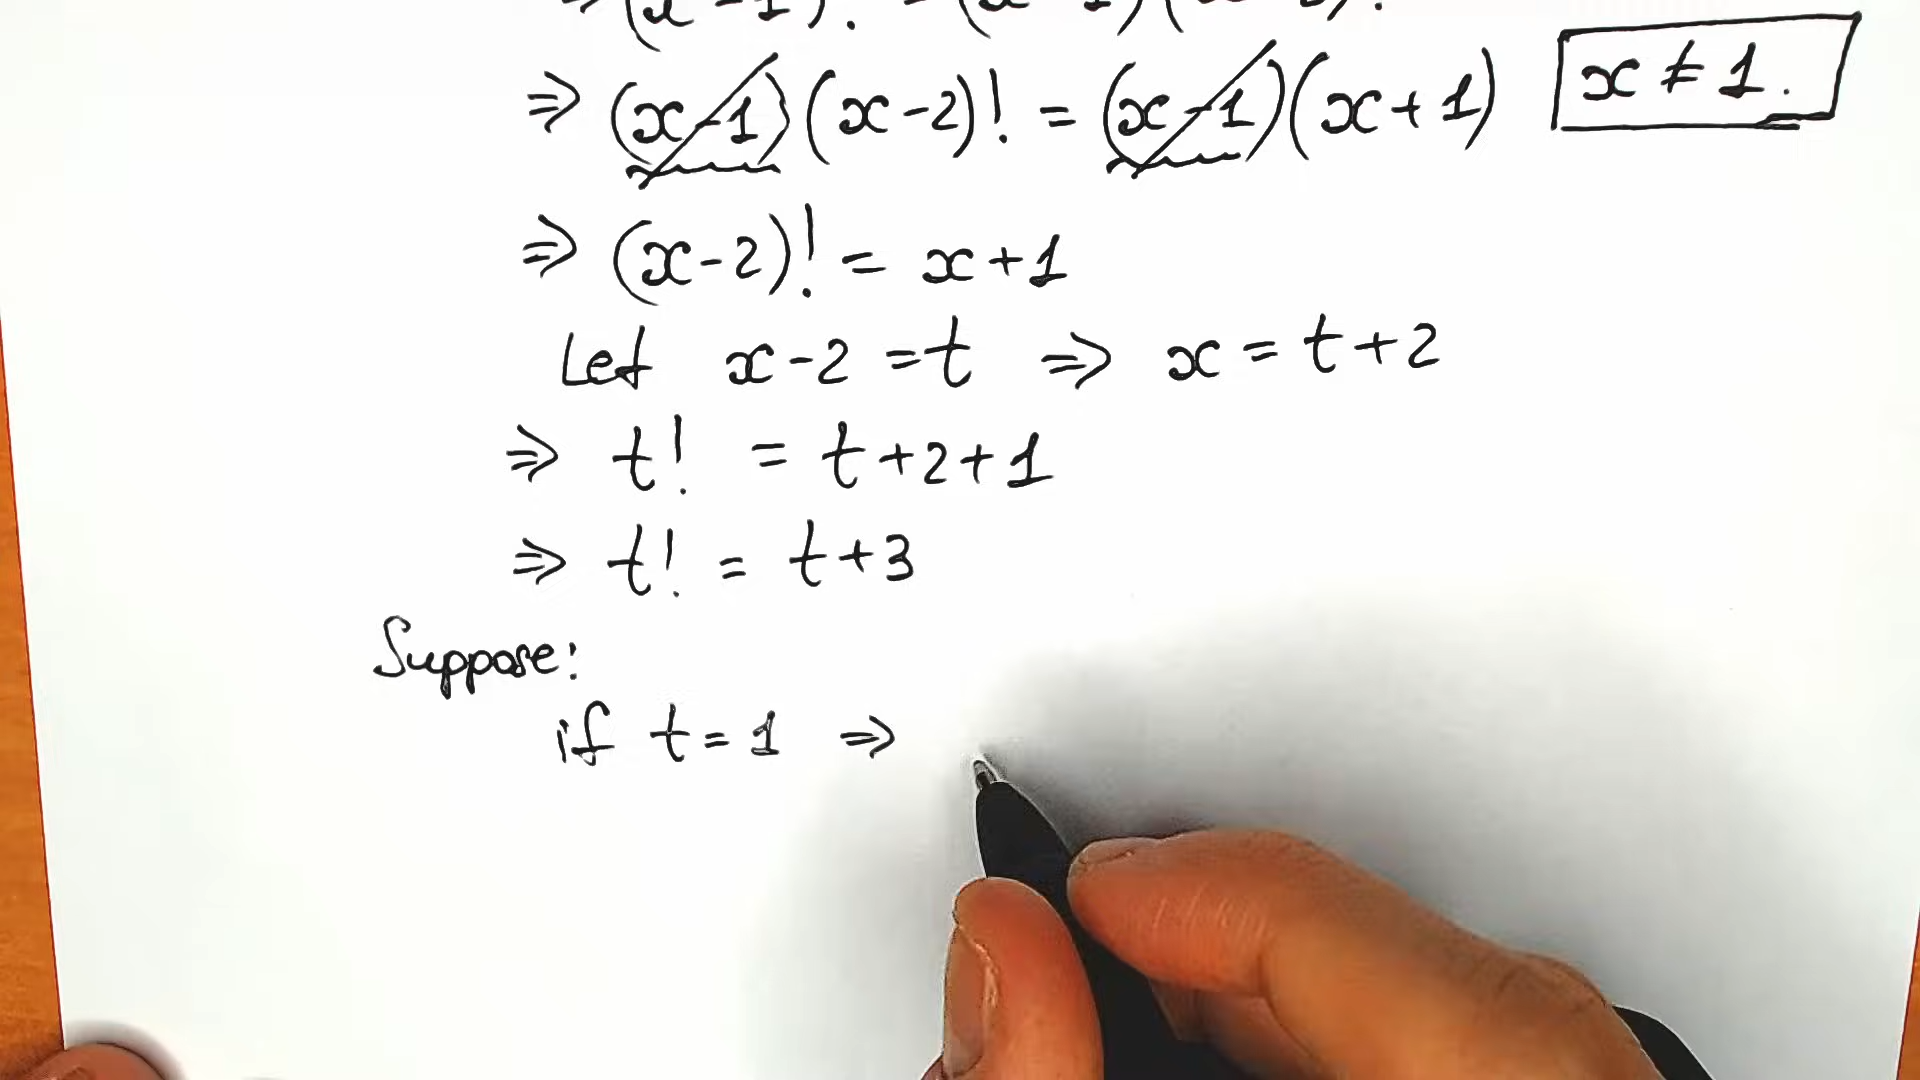 ⇒ (x-1)(x-2)! = (x-1)(x+1) x ≠ 1.
⇒ (x-2)! = x+1
Let x-2 = t ⇒ x = t+2
⇒ t! = t+2+1
⇒ t! = t+3
Suppose:
if t = 1 ⇒